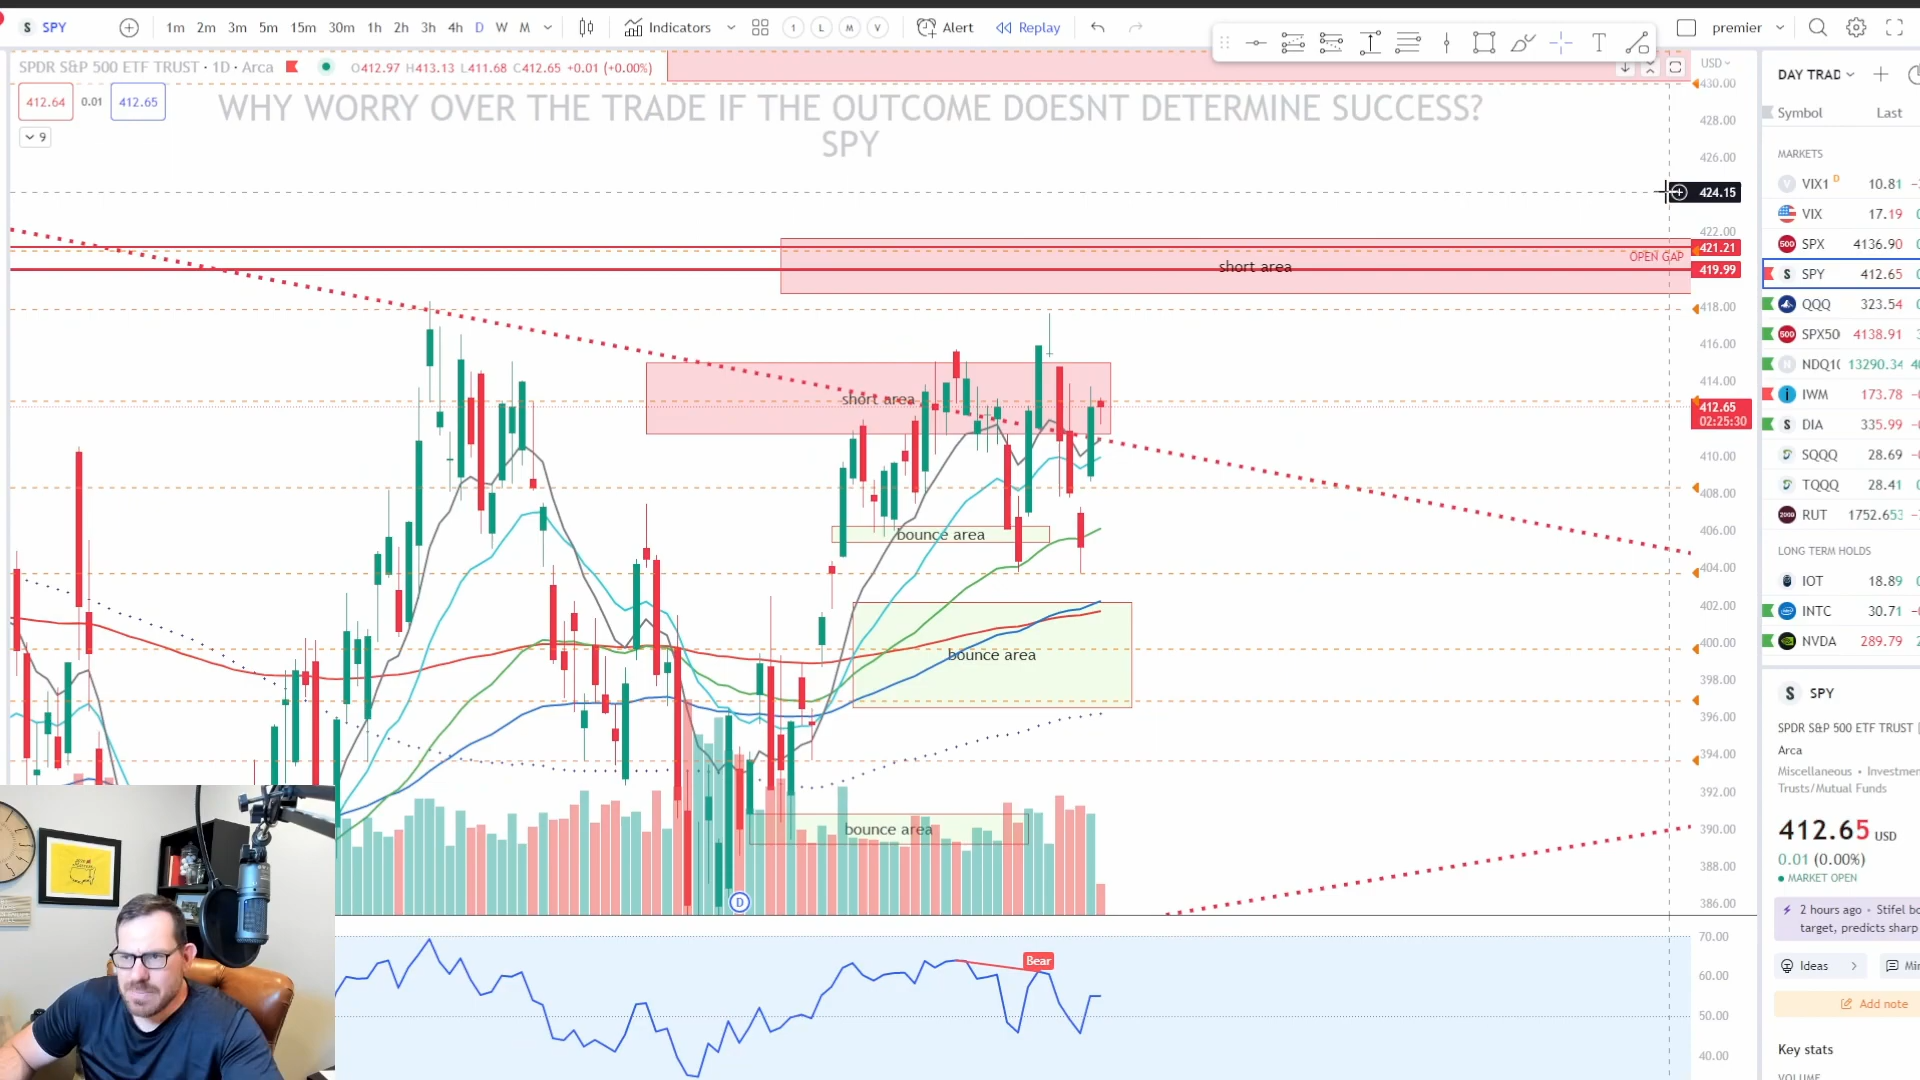 S SPY 1m 2m 3m 5m 15m 30m 1h 2h 3h 4h D W M Indicators 1 L M V Alert Replay premier
SPDR S&P 500 ETF TRUST · 1D · Arca O412.97 H413.13 L411.68 C412.65 +0.01 (+0.00%)
412.64 0.01 412.65
9
WHY WORRY OVER THE TRADE IF THE OUTCOME DOESNT DETERMINE SUCCESS?
SPY
short area
OPEN GAP
short area
bounce area
bounce area
bounce area
D
Bear
USD
430.00
428.00
426.00
424.15
422.00
421.21
419.99
418.00
416.00
414.00
412.65
02:25:30
410.00
408.00
406.00
404.00
402.00
400.00
398.00
396.00
394.00
392.00
390.00
388.00
386.00
70.00
60.00
50.00
40.00
DAY TRAD
Symbol Last
MARKETS
VIX1 D 10.81
VIX 17.19
SPX 4136.90
SPY 412.65
QQQ 323.54
SPX50 4138.91
NDQ10 13290.34
IWM 173.78
DIA 335.99
SQQQ 28.69
TQQQ 28.41
RUT 1752.653
LONG TERM HOLDS
IOT 18.89
INTC 30.71
NVDA 289.79
S SPY
SPDR S&P 500 ETF TRUST
Arca
Miscellaneous • Investmen
Trusts/Mutual Funds
412.65 USD
0.01 (0.00%)
MARKET OPEN
2 hours ago • Stifel bo
target, predicts sharp
Ideas
Add note
Key stats